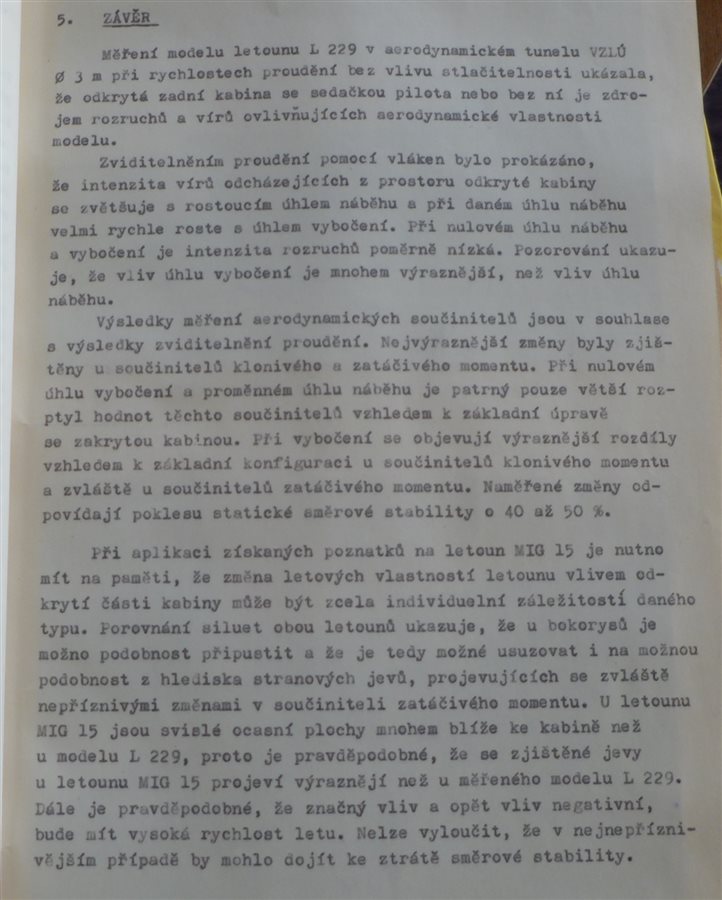 5. ZÁVĚR
Měření modelu letounu L 229 v aerodynamickém tunelu VZLÚ
Ø 3 m při rychlostech proudění bez vlivu stlačitelnosti ukázala,
že odkrytá zadní kabina se sedačkou pilota nebo bez ní je zdro-
jem rozruchů a vírů ovlivňujících aerodynamické vlastnosti
modelu.
Zviditelněním proudění pomocí vláken bylo prokázáno,
že intenzita vírů odcházejících z prostoru odkryté kabiny
se zvětšuje s rostoucím úhlem náběhu a při daném úhlu náběhu
velmi rychle roste s úhlem vybočení. Při nulovém úhlu náběhu
a vybočení je intenzita rozruchů poměrně nízká. Pozorování ukazu-
je, že vliv úhlu vybočení je mnohem výraznější, než vliv úhlu
náběhu.
Výsledky měření aerodynamických součinitelů jsou v souhlase
s výsledky zviditelnění proudění. Nejvýraznější změny byly zjiš-
těny u součinitelů klonivého a zatáčivého momentu. Při nulovém
úhlu vybočení a proměnném úhlu náběhu je patrný pouze větší roz-
ptyl hodnot těchto součinitelů vzhledem k základní úpravě
se zakrytou kabinou. Při vybočení se objevují výraznější rozdíly
vzhledem k základní konfiguraci u součinitelů klonivého momentu
a zvláště u součinitelů zatáčivého momentu. Naměřené změny od-
povídají poklesu statické směrové stability o 40 až 50 %.
Při aplikaci získaných poznatků na letoun MIG 15 je nutno
mít na paměti, že změna letových vlastností letounu vlivem od-
krytí části kabiny může být zcela individuelní záležitostí daného
typu. Porovnání siluet obou letounů ukazuje, že u bokorysů je
možno podobnost připustit a že je tedy možné usuzovat i na možnou
podobnost z hlediska stranových jevů, projevujících se zvláště
nepříznivými změnami v součiniteli zatáčivého momentu. U letounu
MIG 15 jsou svislé ocasní plochy mnohem blíže ke kabině než
u modelu L 229, proto je pravděpodobné, že se zjištěné jevy
u letounu MIG 15 projeví výraznějí než u měřeného modelu L 229.
Dále je pravděpodobné, že značný vliv a opět vliv negativní,
bude mít vysoká rychlost letu. Nelze vyloučit, že v nejnepřízni-
vějším případě by mohlo dojít ke ztrátě směrové stability.